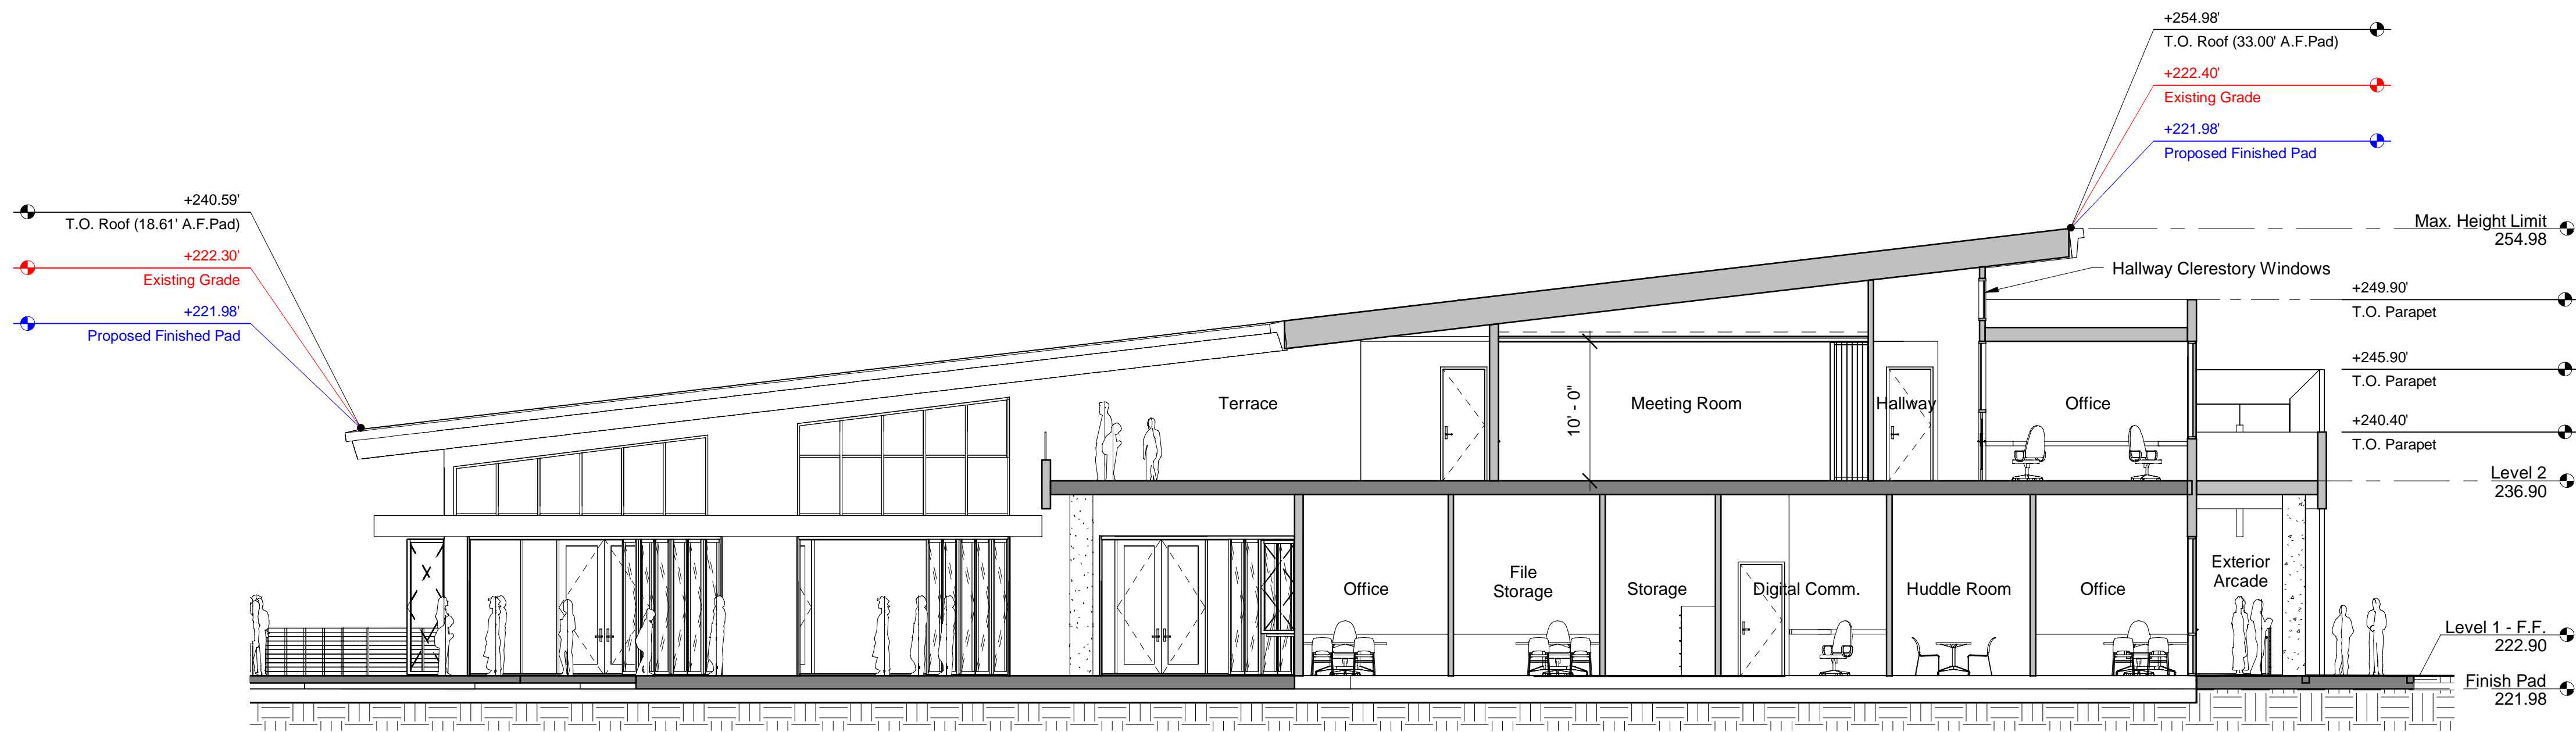 +254.98'
T.O. Roof (33.00' A.F.Pad)
+222.40'
Existing Grade
+221.98'
Proposed Finished Pad
+240.59'
T.O. Roof (18.61' A.F.Pad)
+222.30'
Existing Grade
+221.98'
Proposed Finished Pad
Max. Height Limit
254.98
Hallway Clerestory Windows
+249.90'
T.O. Parapet
+245.90'
T.O. Parapet
+240.40'
T.O. Parapet
Terrace
10' - 0"
Meeting Room
Hallway
Office
Level 2
236.90
Office
File
Storage
Storage
Digital Comm.
Huddle Room
Office
Exterior
Arcade
Level 1 - F.F.
222.90
Finish Pad
221.98